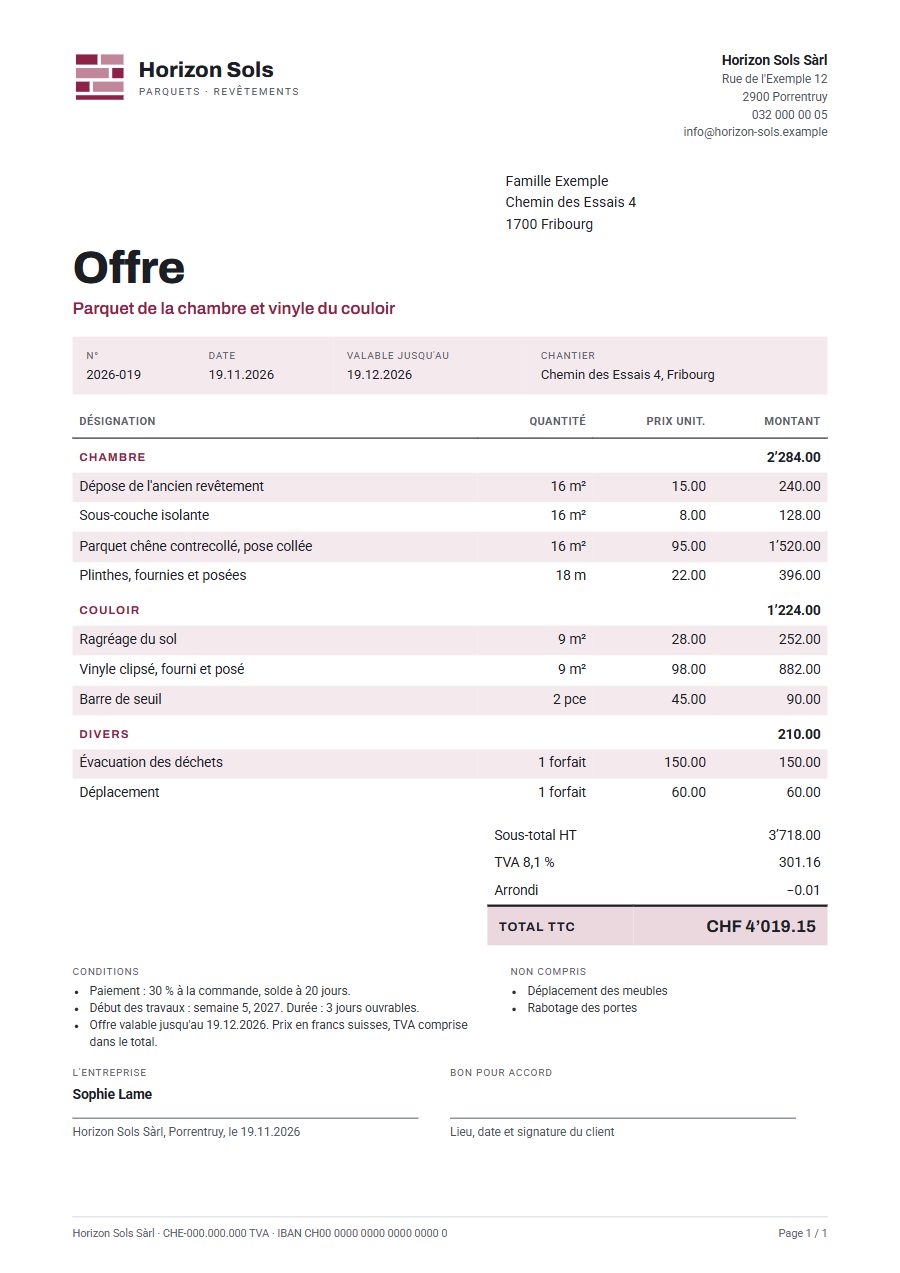 Horizon Sols
PARQUETS · REVÊTEMENTS
Horizon Sols Sàrl
Rue de l'Exemple 12
2900 Porrentruy
032 000 00 05
info@horizon-sols.example
Famille Exemple
Chemin des Essais 4
1700 Fribourg
Offre
Parquet de la chambre et vinyle du couloir
N° DATE VALABLE JUSQU'AU CHANTIER
2026-019 19.11.2026 19.12.2026 Chemin des Essais 4, Fribourg
DÉSIGNATION QUANTITÉ PRIX UNIT. MONTANT
CHAMBRE 2’284.00
Dépose de l'ancien revêtement 16 m² 15.00 240.00
Sous-couche isolante 16 m² 8.00 128.00
Parquet chêne contrecollé, pose collée 16 m² 95.00 1’520.00
Plinthes, fournies et posées 18 m 22.00 396.00
COULOIR 1’224.00
Ragréage du sol 9 m² 28.00 252.00
Vinyle clipsé, fourni et posé 9 m² 98.00 882.00
Barre de seuil 2 pce 45.00 90.00
DIVERS 210.00
Évacuation des déchets 1 forfait 150.00 150.00
Déplacement 1 forfait 60.00 60.00
Sous-total HT 3’718.00
TVA 8,1 % 301.16
Arrondi −0.01
TOTAL TTC CHF 4’019.15
CONDITIONS
• Paiement : 30 % à la commande, solde à 20 jours.
• Début des travaux : semaine 5, 2027. Durée : 3 jours ouvrables.
• Offre valable jusqu'au 19.12.2026. Prix en francs suisses, TVA comprise
dans le total.
NON COMPRIS
• Déplacement des meubles
• Rabotage des portes
L'ENTREPRISE
Sophie Lame
Horizon Sols Sàrl, Porrentruy, le 19.11.2026
BON POUR ACCORD
Lieu, date et signature du client
Horizon Sols Sàrl · CHE-000.000.000 TVA · IBAN CH00 0000 0000 0000 0000 0 Page 1 / 1